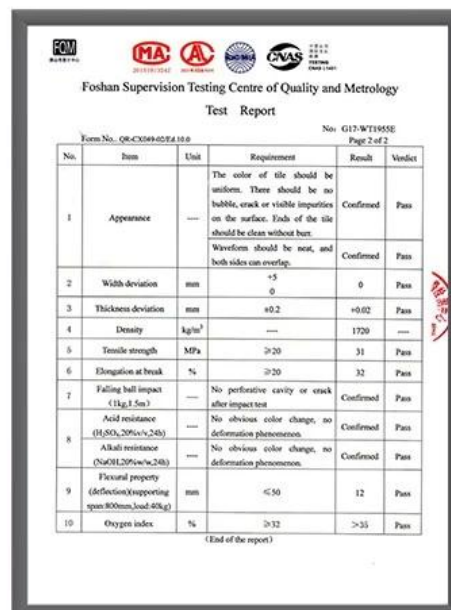 FQM
MA
AL
ilac-MRA
CNAS
TESTING
Foshan Supervision Testing Centre of Quality and Metrology
Test Report
No: G17-WT1955E
Form No.. QR-CX049-02/Ed.10.0
Page 2 of 2
No. Item Unit Requirement Result Verdict
The color of tile should be
uniform. There should be no
bubble, crack or visible impurities
on the surface. Ends of the tile
should be clean without burr.
1 Appearance ---- Confirmed Pass
Waveform should be neat, and
both sides can overlap.
Confirmed Pass
2 Width deviation mm +5 0 0 Pass
3 Thickness deviation mm ±0.2 +0.02 Pass
4 Density kg/m³ ---- 1720 ----
5 Tensile strength MPa ≥20 31 Pass
6 Elongation at break % ≥20 32 Pass
7 Falling ball impact
(1kg,1.5m) ---- No perforative cavity or crack
after impact test Confirmed Pass
8 Acid resistance
(H₂SO₄,20%v/v,24h) ---- No obvious color change, no
deformation phenomenon. Confirmed Pass
Alkali resistance
(NaOH,20%w/w,24h) ---- No obvious color change, no
deformation phenomenon. Confirmed Pass
9 Flexural property
(deflection)(supporting
span:800mm,load:40kg) mm ≤50 12 Pass
10 Oxygen index % ≥32 >35 Pass
(End of the report)